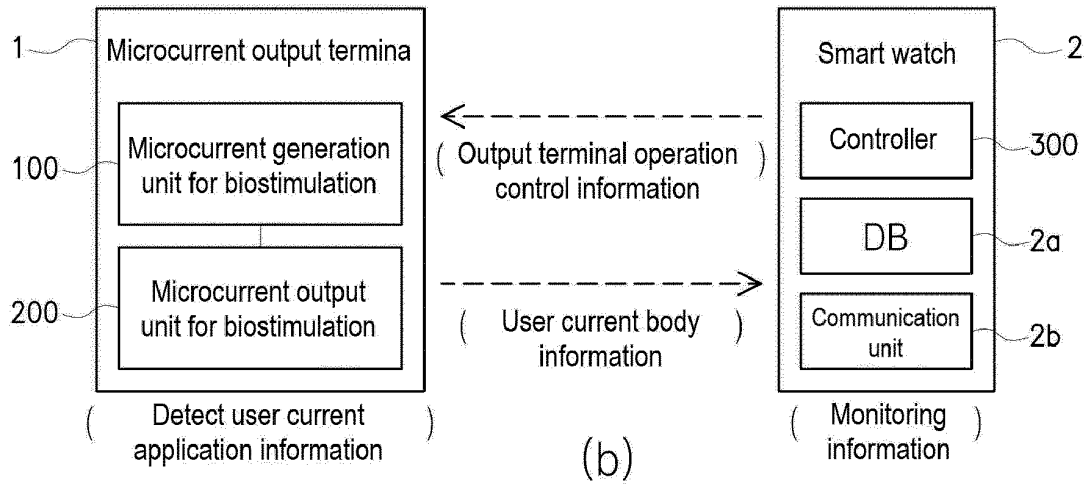 1
Microcurrent output termina
100
Microcurrent generation
unit for biostimulation
200
Microcurrent output
unit for biostimulation
( Detect user current
application information )
( Output terminal operation
control information )
( User current body
information )
2
Smart watch
Controller
300
DB
2a
Communication
unit
2b
( Monitoring
information )
(b)